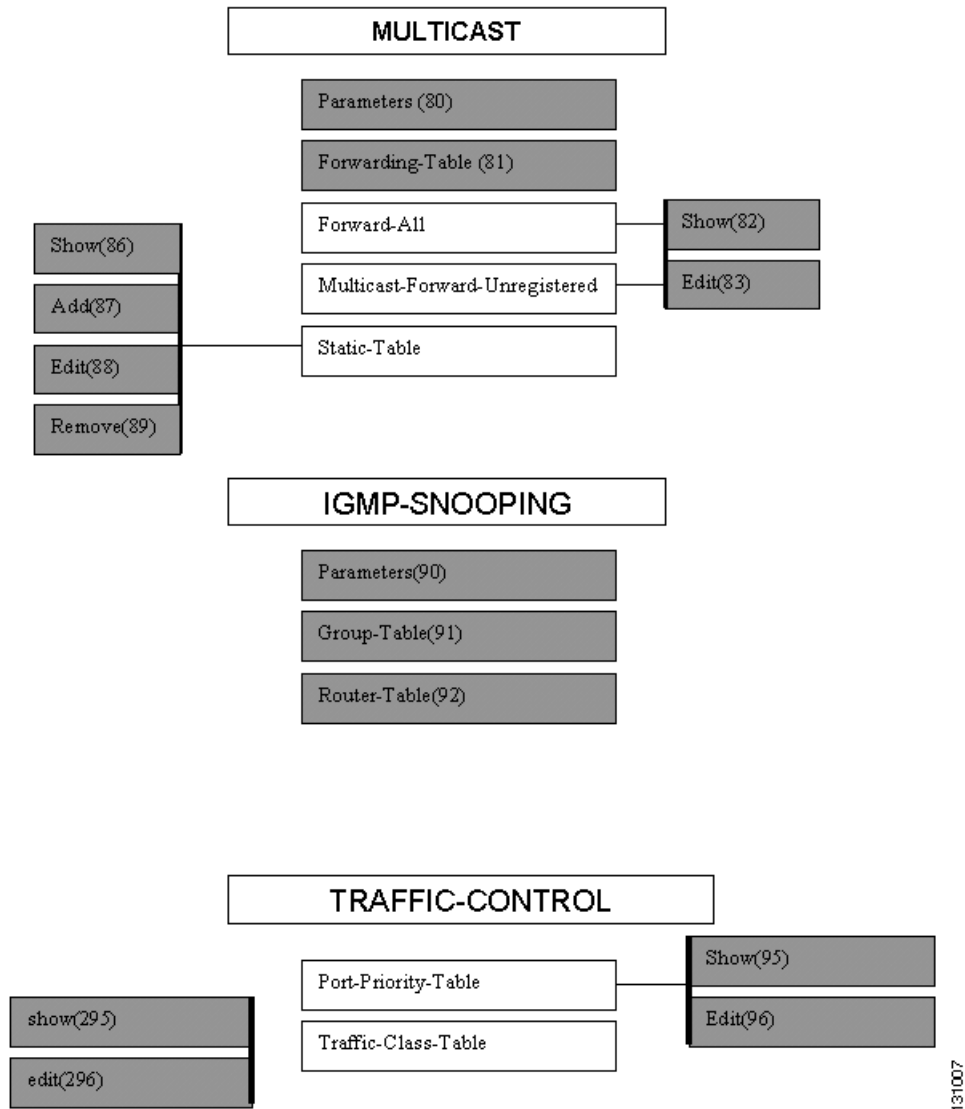 MULTICAST
Parameters (80)
Forwarding-Table (81)
Forward-All
Show(82)
Show(86)
Multicast-Forward-Unregistered
Edit(83)
Add(87)
Static-Table
Edit(88)
Remove(89)
IGMP-SNOOPING
Parameters(90)
Group-Table(91)
Router-Table(92)
TRAFFIC-CONTROL
Show(95)
Port-Priority-Table
show(295)
Edit(96)
Traffic-Class-Table
edit(296)
131007